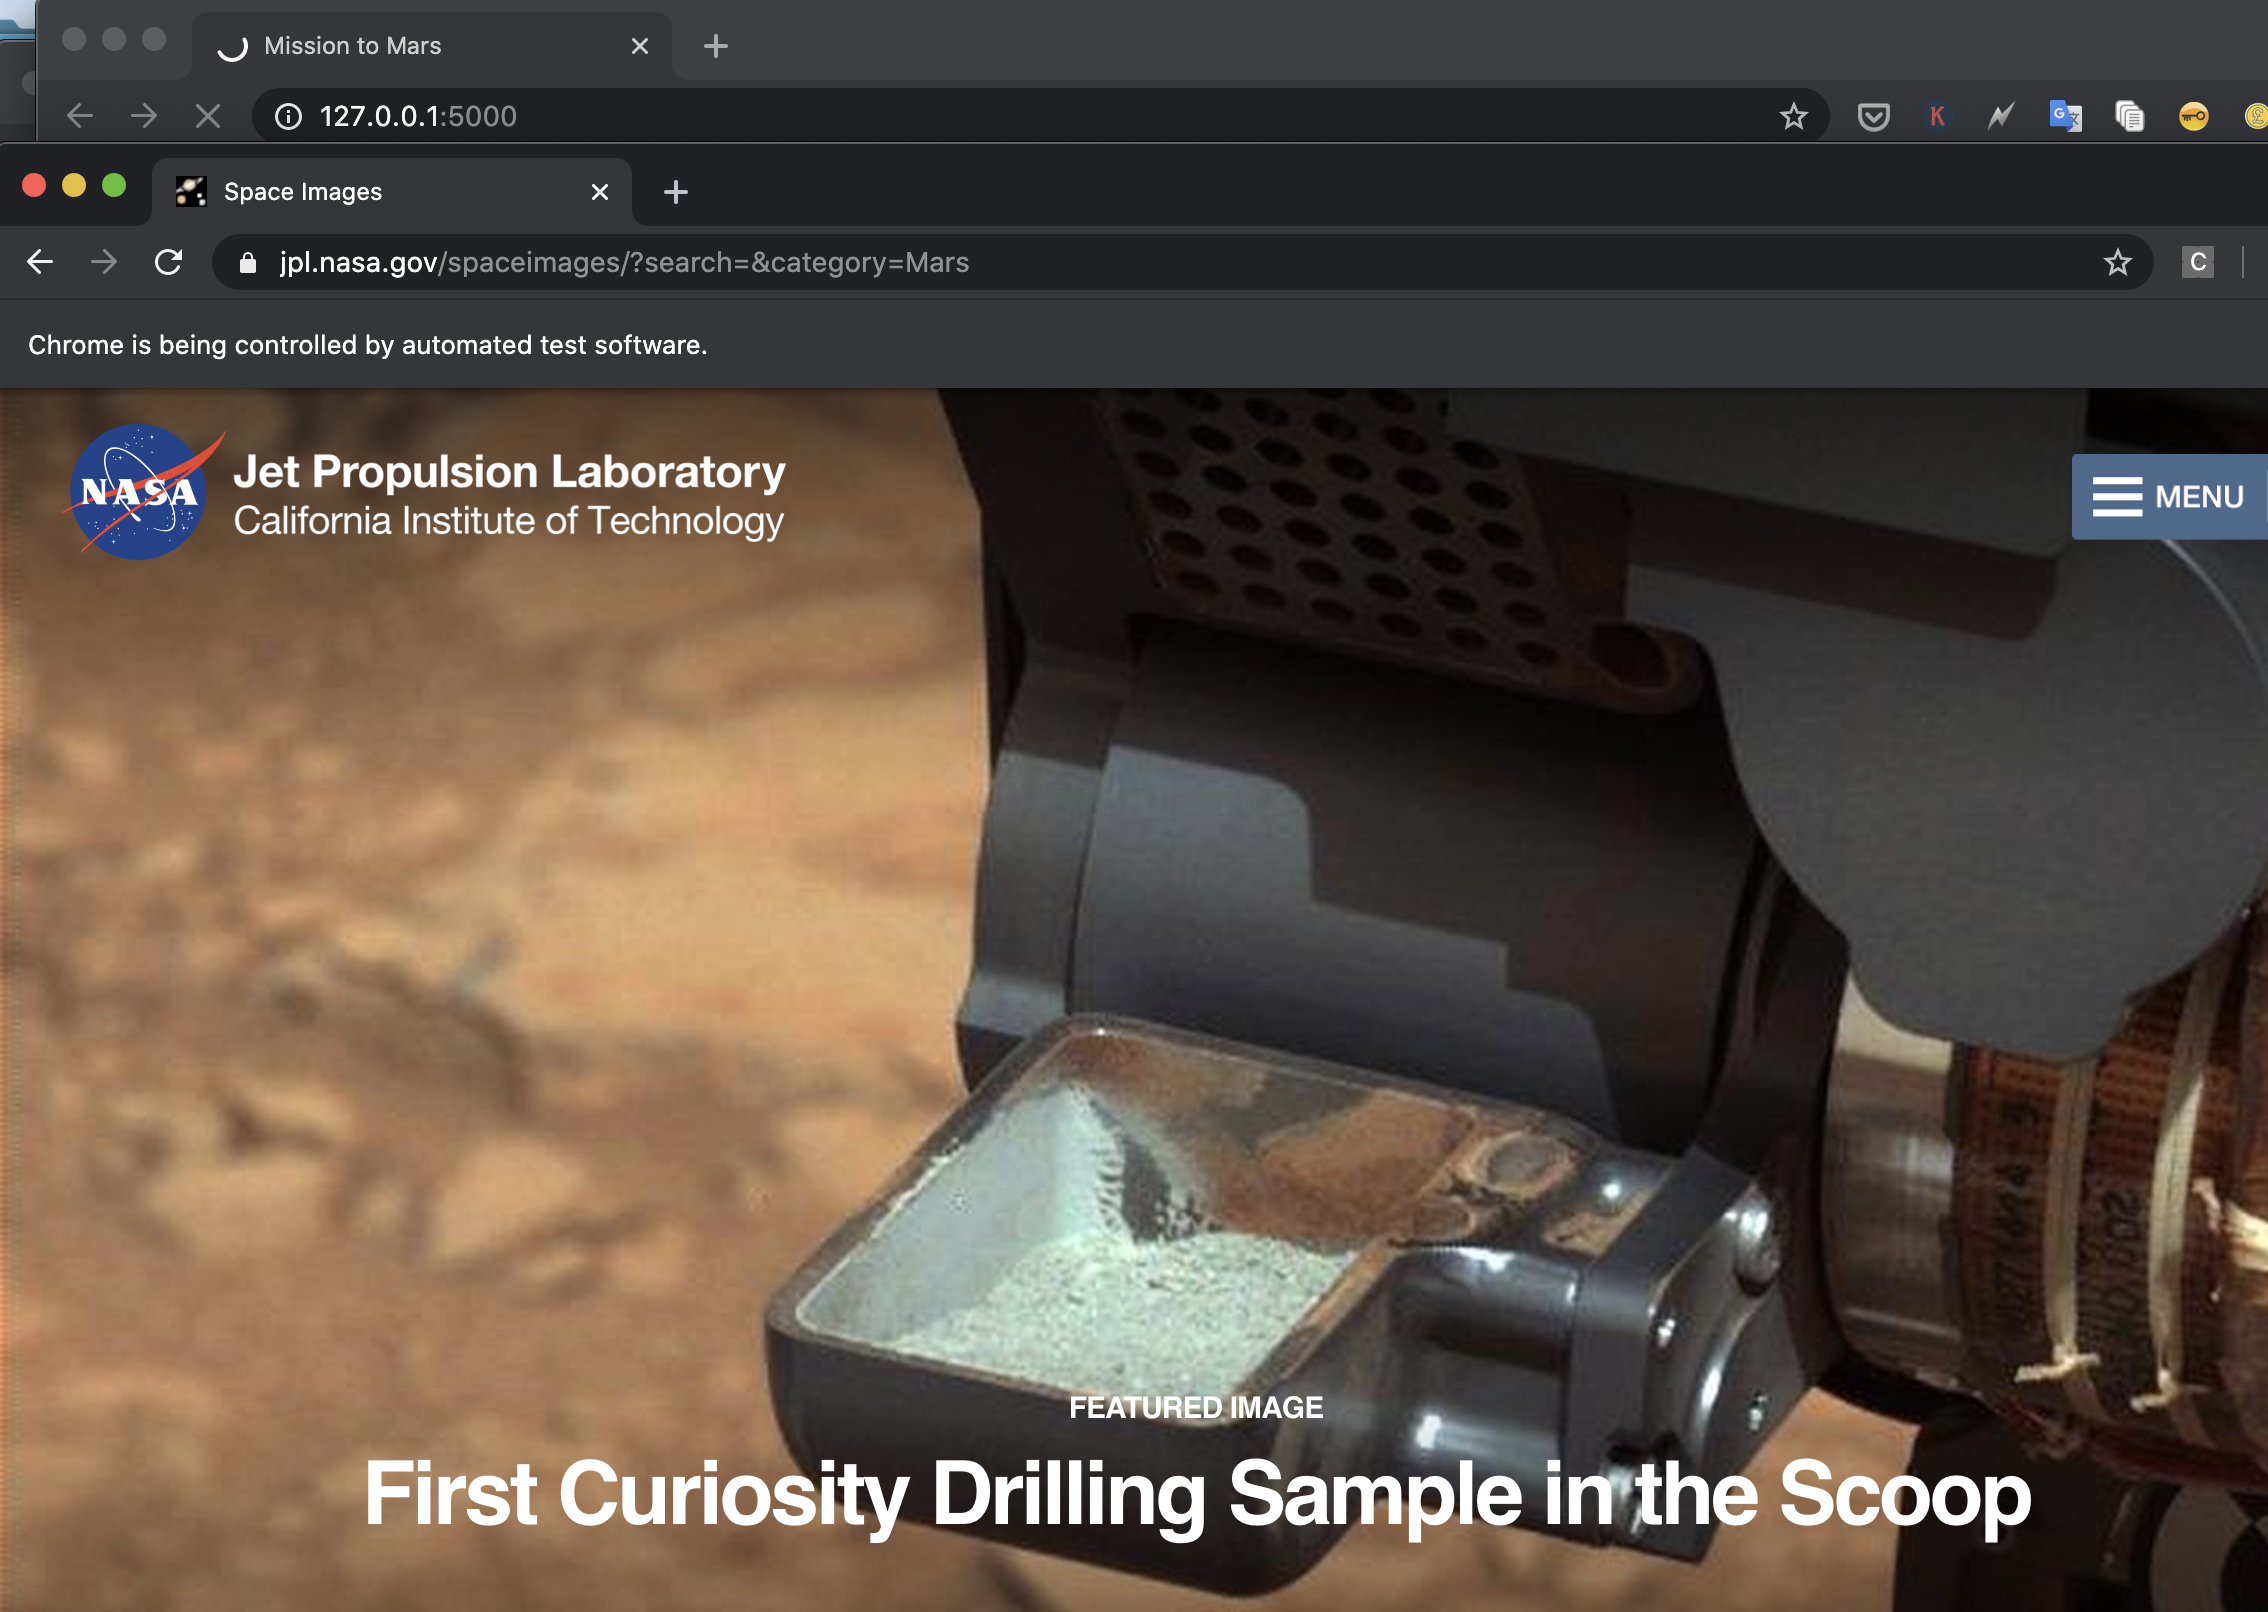 Mission to Mars
127.0.0.1:5000
Space Images
jpl.nasa.gov/spaceimages/?search=&category=Mars
C
Chrome is being controlled by automated test software.
NASA
Jet Propulsion Laboratory
California Institute of Technology
MENU
FEATURED IMAGE
First Curiosity Drilling Sample in the Scoop